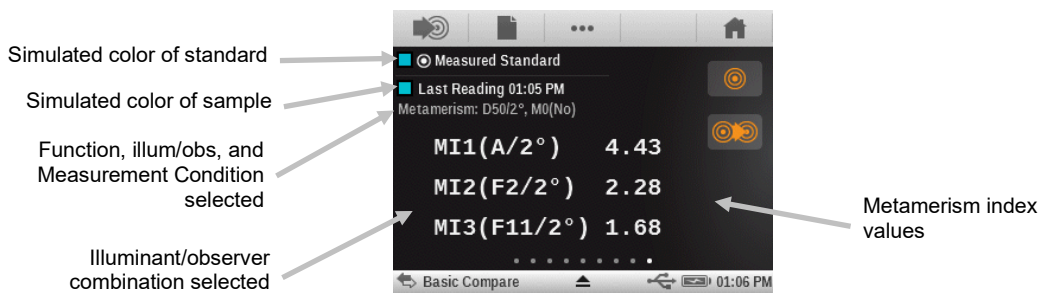 Simulated color of standard
Simulated color of sample
Function, illum/obs, and
Measurement Condition
selected
Illuminant/observer
combination selected
Measured Standard
Last Reading 01:05 PM
Metamerism: D50/2°, M0(No)
MI1(A/2°) 4.43
MI2(F2/2°) 2.28
MI3(F11/2°) 1.68
Basic Compare
01:06 PM
Metamerism index
values